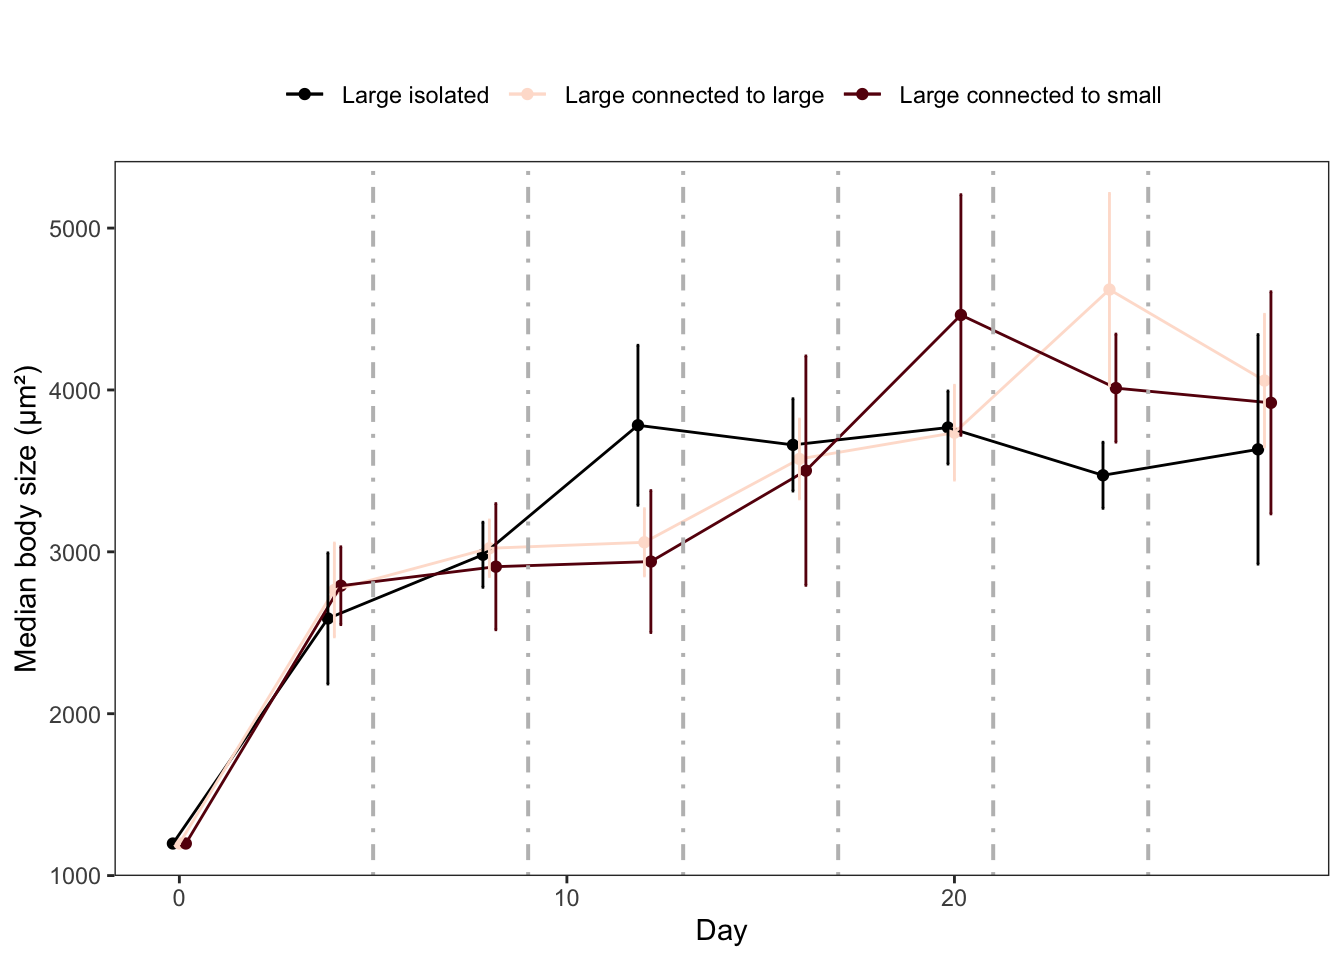 Large isolated Large connected to large Large connected to small
5000
4000
3000
2000
1000
Median body size (μm²)
0 10 20
Day